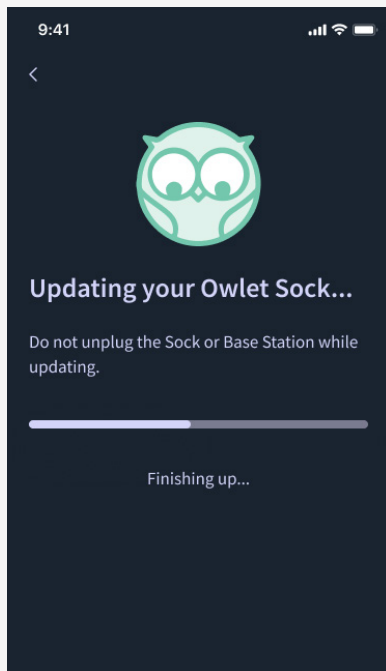 9:41
Updating your Owlet Sock...
Do not unplug the Sock or Base Station while
updating.
Finishing up...